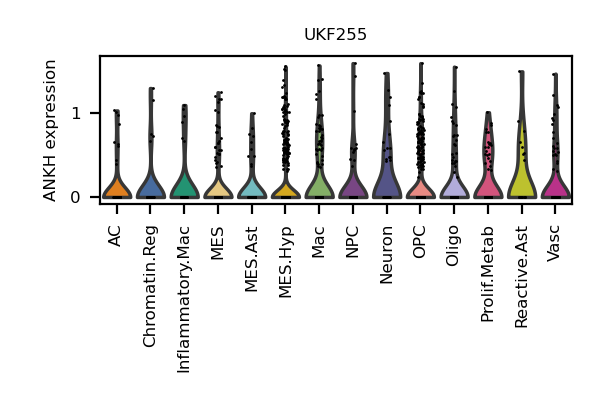 UKF255
ANKH expression
1
0
AC
Chromatin.Reg
Inflammatory.Mac
MES
MES.Ast
MES.Hyp
Mac
NPC
Neuron
OPC
Oligo
Prolif.Metab
Reactive.Ast
Vasc